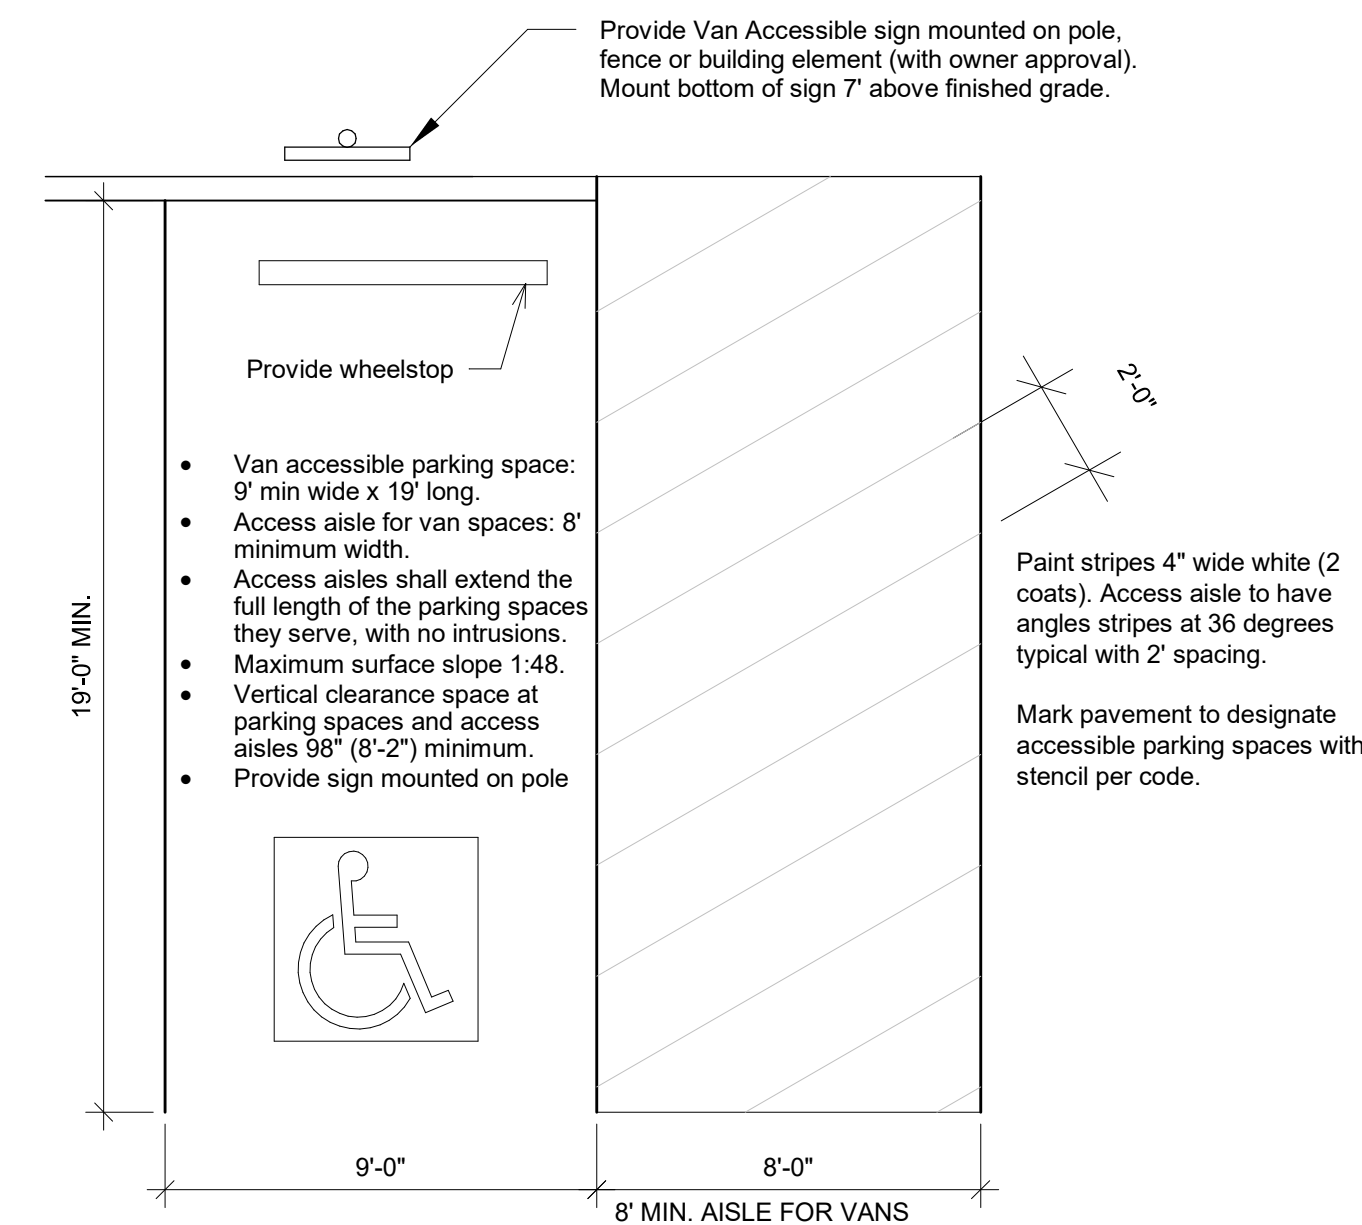 Provide Van Accessible sign mounted on pole,
fence or building element (with owner approval).
Mount bottom of sign 7' above finished grade.
Provide wheelstop
2'-0"
• Van accessible parking space:
9' min wide x 19' long.
• Access aisle for van spaces: 8'
minimum width.
• Access aisles shall extend the
full length of the parking spaces
they serve, with no intrusions.
• Maximum surface slope 1:48.
• Vertical clearance space at
parking spaces and access
aisles 98" (8'-2") minimum.
• Provide sign mounted on pole
19'-0" MIN.
Paint stripes 4" wide white (2
coats). Access aisle to have
angles stripes at 36 degrees
typical with 2' spacing.
Mark pavement to designate
accessible parking spaces with
stencil per code.
9'-0"
8'-0"
8' MIN. AISLE FOR VANS